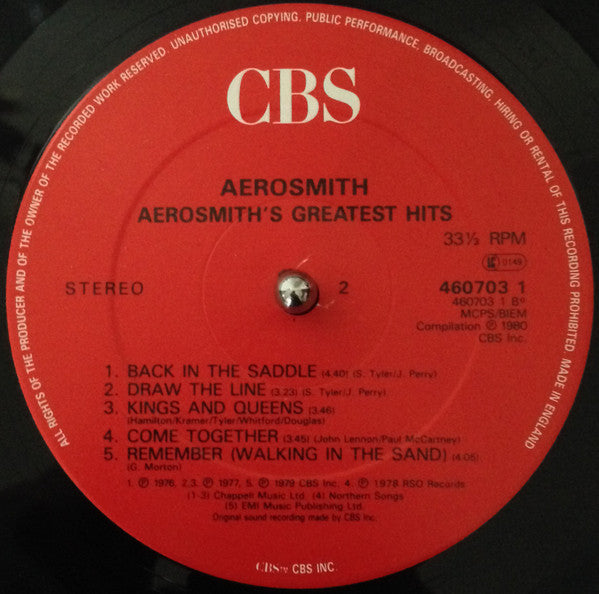 ALL RIGHTS OF THE PRODUCER AND OF THE OWNER OF THE RECORDED WORK RESERVED. UNAUTHORISED COPYING. PUBLIC PERFORMANCE. BROADCASTING. HIRING OR RENTAL OF THIS RECORDING PROHIBITED. MADE IN ENGLAND
CBS
AEROSMITH
AEROSMITH'S GREATEST HITS
33⅓ RPM
0149
STEREO 2 460703 1
460703 1 Bº
MCPS/BIEM
Compilation ℗ 1980
CBS Inc.
1. BACK IN THE SADDLE (4.40) (S. Tyler/J. Perry)
2. DRAW THE LINE (3.23) (S. Tyler/J. Perry)
3. KINGS AND QUEENS (3.46)
(Hamilton/Kramer/Tyler/Whitford/Douglas)
4. COME TOGETHER (3.45) (John Lennon/Paul McCartney)
5. REMEMBER (WALKING IN THE SAND) (4.05)
(G. Morton)
1. ℗ 1976, 2,3. ℗ 1977, 5. ℗ 1979 CBS Inc. 4. ℗ 1978 RSO Records
(1-3) Chappell Music Ltd. (4) Northern Songs
(5) EMI Music Publishing Ltd.
Original sound recording made by CBS Inc.
CBS™ CBS INC.